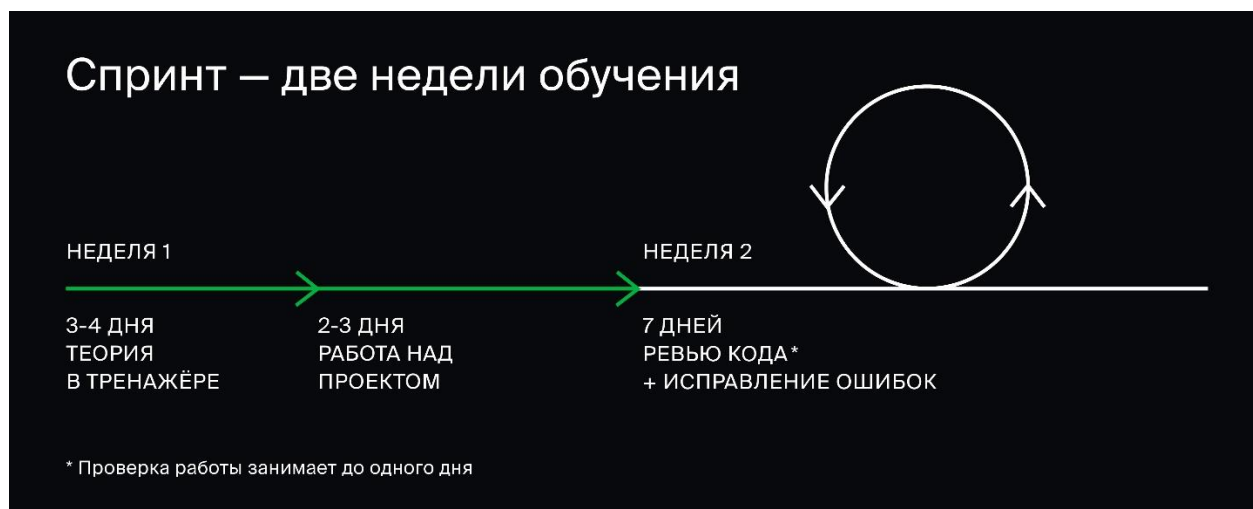 Спринт — две недели обучения
НЕДЕЛЯ 1
3-4 ДНЯ
ТЕОРИЯ
В ТРЕНАЖЁРЕ
2-3 ДНЯ
РАБОТА НАД
ПРОЕКТОМ
НЕДЕЛЯ 2
7 ДНЕЙ
РЕВЬЮ КОДА*
+ ИСПРАВЛЕНИЕ ОШИБОК
* Проверка работы занимает до одного дня